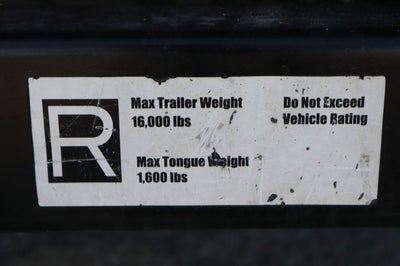 R
Max Trailer Weight
16,000 lbs
Max Tongue Weight
1,600 lbs
Do Not Exceed
Vehicle Rating